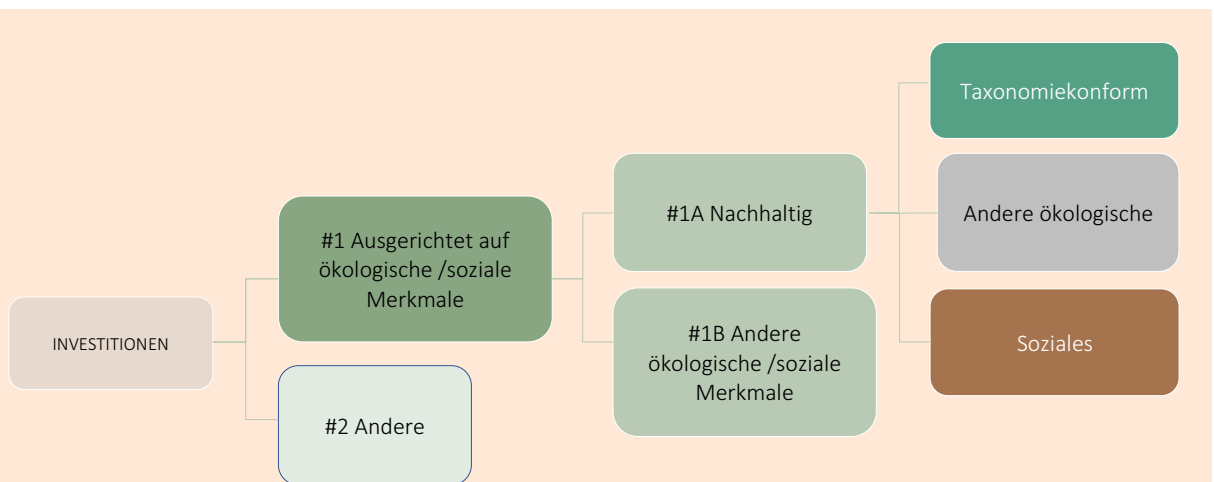 INVESTITIONEN
#1 Ausgerichtet auf
ökologische /soziale
Merkmale
#2 Andere
#1A Nachhaltig
#1B Andere
ökologische /soziale
Merkmale
Taxonomiekonform
Andere ökologische
Soziales